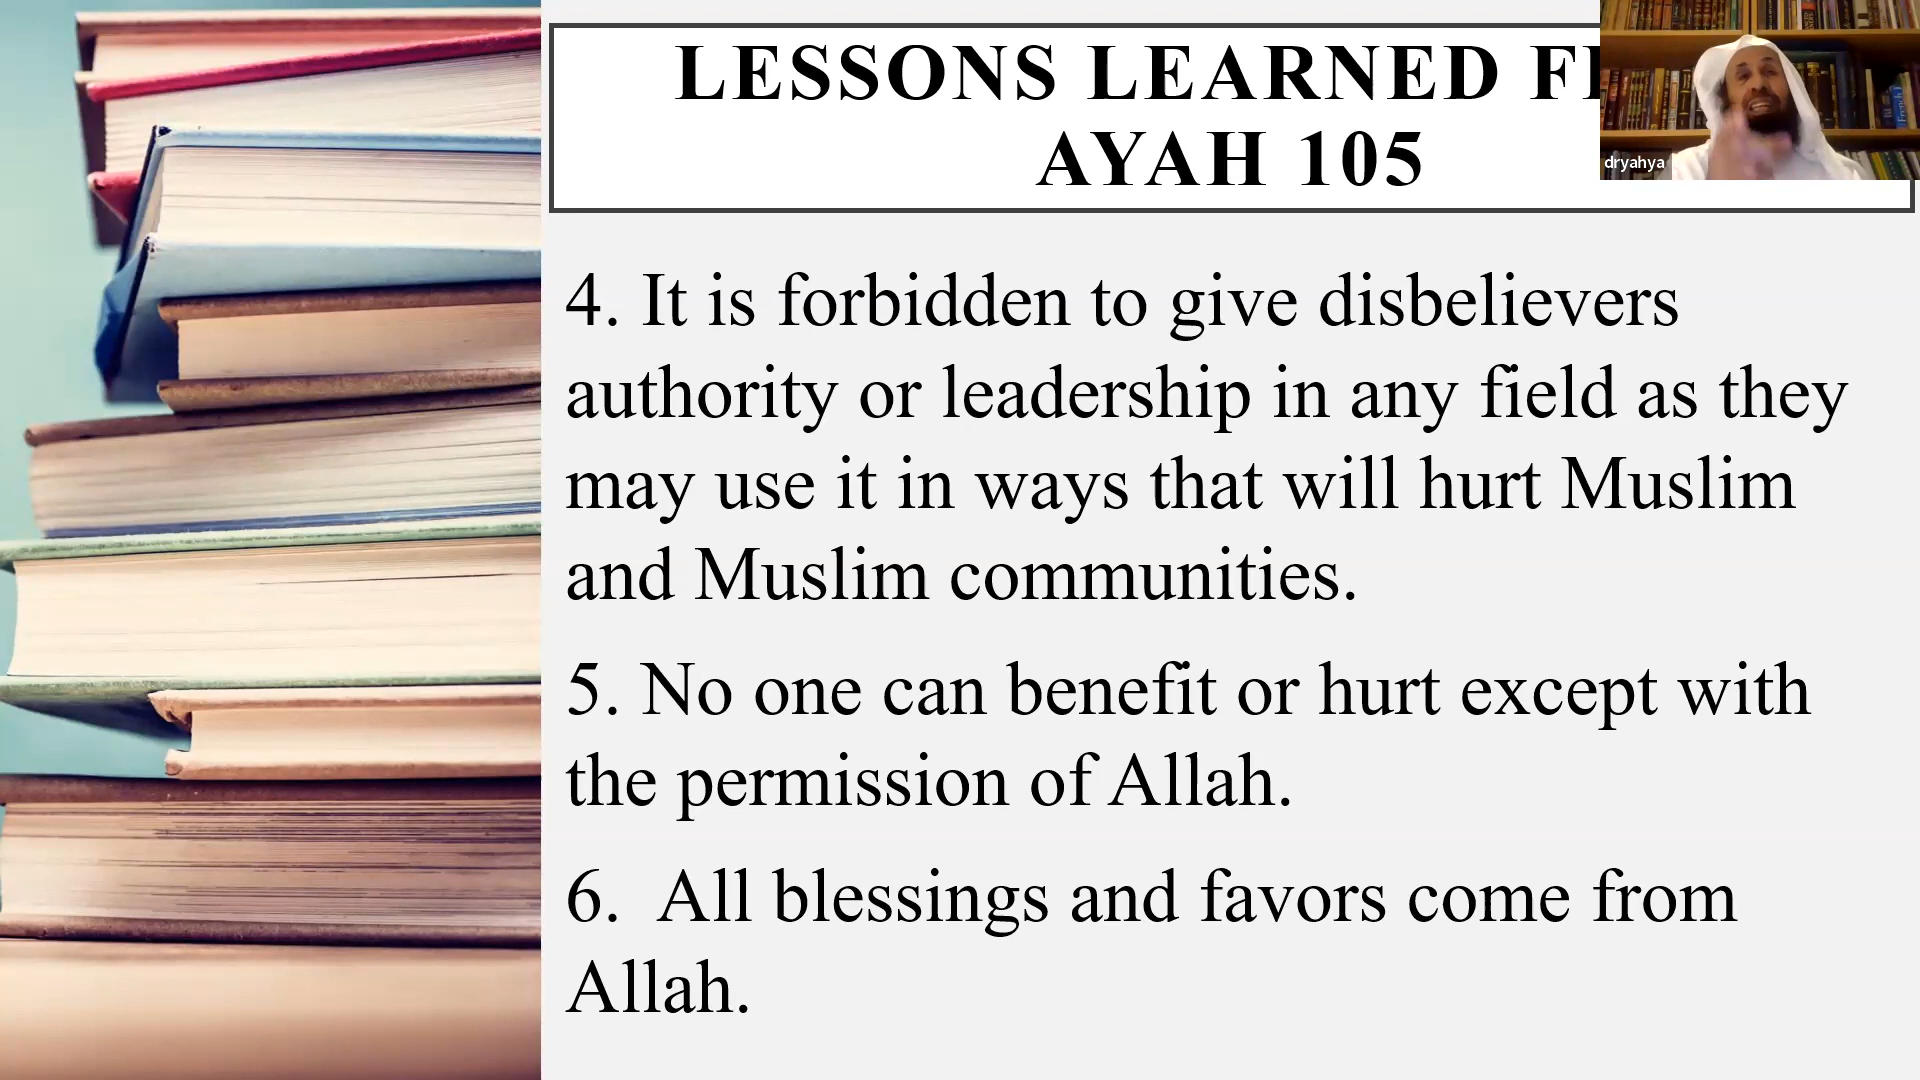 LESSONS LEARNED
AYAH 105
dryahya
4. It is forbidden to give disbelievers
authority or leadership in any field as they
may use it in ways that will hurt Muslim
and Muslim communities.
5. No one can benefit or hurt except with
the permission of Allah.
6. All blessings and favors come from
Allah.